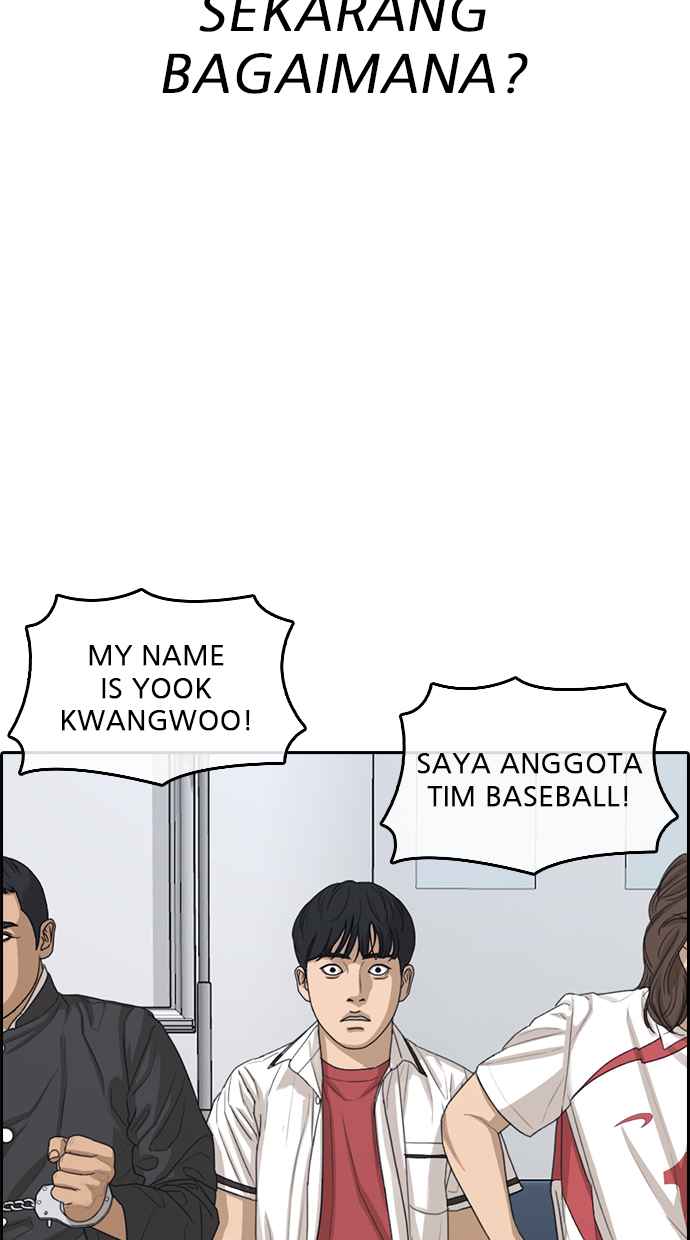 SEKARANG
BAGAIMANA?
MY NAME
IS YOOK
KWANGWOO!
SAYA ANGGOTA
TIM BASEBALL!